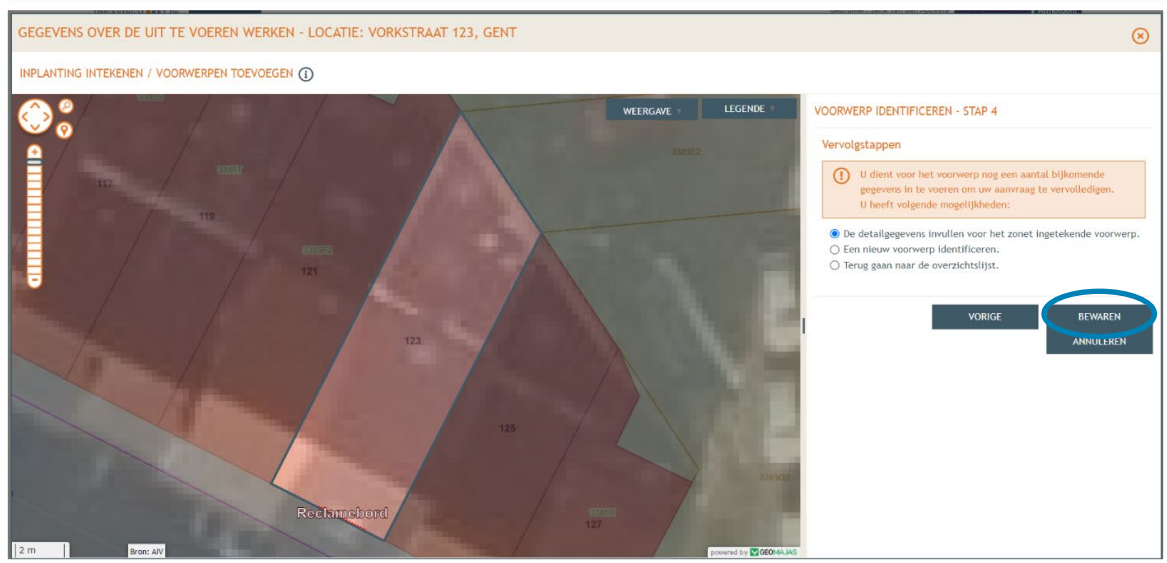 GEGEVENS OVER DE UIT TE VOEREN WERKEN - LOCATIE: VORKSTRAAT 123, GENT
INPLANTING INTEKENEN / VOORWERPEN TOEVOEGEN
WEERGAVE
LEGENDE
338SE2
117
119
121
123
125
127
Reclamebord
2 m
Bron: AIV
powered by GEOMAJAS
VOORWERP IDENTIFICEREN - STAP 4
Vervolgstappen
U dient voor het voorwerp nog een aantal bijkomende
gegevens in te voeren om uw aanvraag te vervolledigen.
U heeft volgende mogelijkheden:
De detailgegevens invullen voor het zonet ingetekende voorwerp.
Een nieuw voorwerp identificeren.
Terug gaan naar de overzichtslijst.
VORIGE
BEWAREN
ANNULEREN